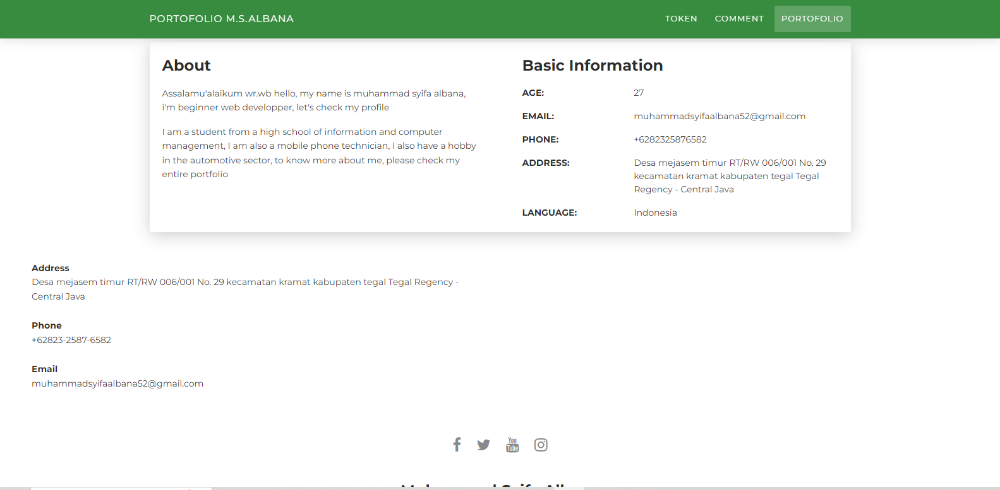 PORTOFOLIO M.S.ALBANA
TOKEN
COMMENT
PORTOFOLIO
About
Assalamu'alaikum wr.wb hello, my name is muhammad syifa albana,
i'm beginner web developper, let's check my profile
I am a student from a high school of information and computer
management, I am also a mobile phone technician, I also have a hobby
in the automotive sector, to know more about me, please check my
entire portfolio
Basic Information
AGE: 27
EMAIL: muhammadsyifaalbana52@gmail.com
PHONE: +6282325876582
ADDRESS: Desa mejasem timur RT/RW 006/001 No. 29
kecamatan kramat kabupaten tegal Tegal
Regency - Central Java
LANGUAGE: Indonesia
Address
Desa mejasem timur RT/RW 006/001 No. 29 kecamatan kramat kabupaten tegal Tegal Regency -
Central Java
Phone
+62823-2587-6582
Email
muhammadsyifaalbana52@gmail.com
You
Tube